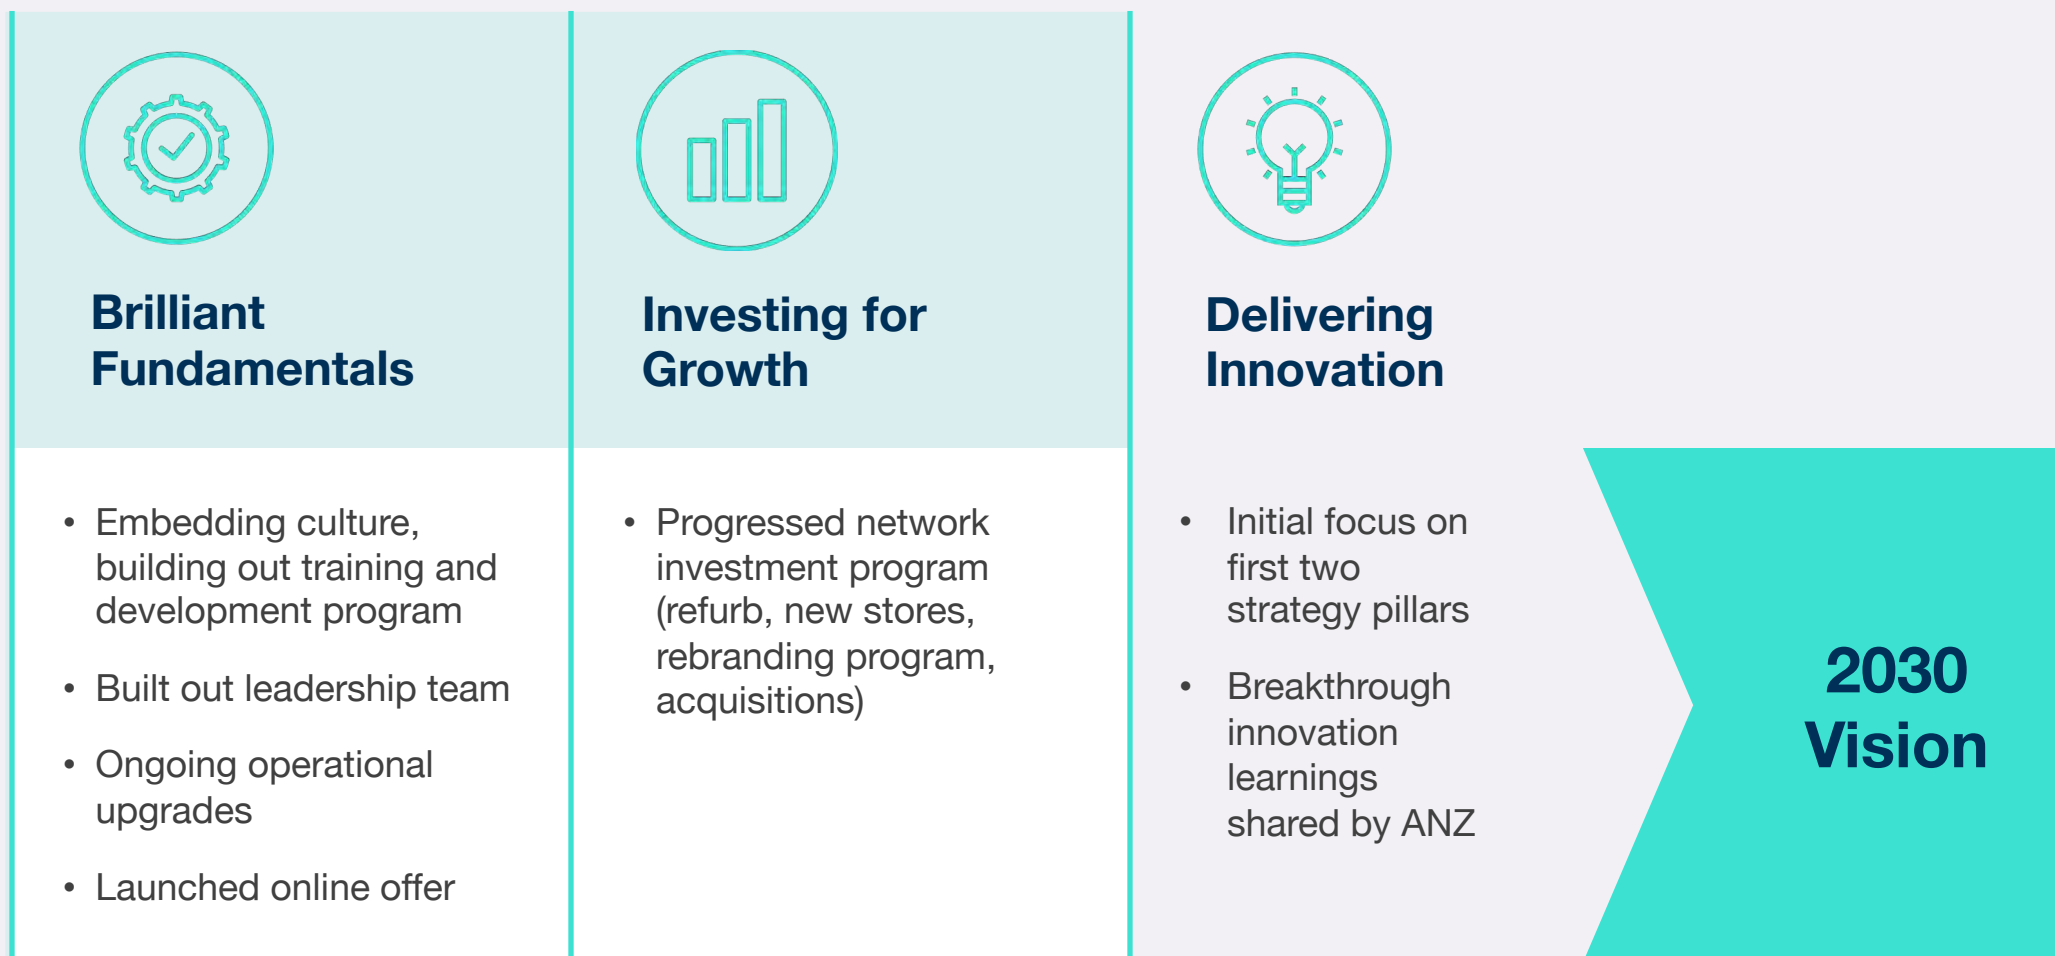 Brilliant
Fundamentals
• Embedding culture,
building out training and
development program
• Built out leadership team
• Ongoing operational
upgrades
• Launched online offer
Investing for
Growth
• Progressed network
investment program
(refurb, new stores,
rebranding program,
acquisitions)
Delivering
Innovation
• Initial focus on
first two
strategy pillars
• Breakthrough
innovation
learnings
shared by ANZ
2030
Vision